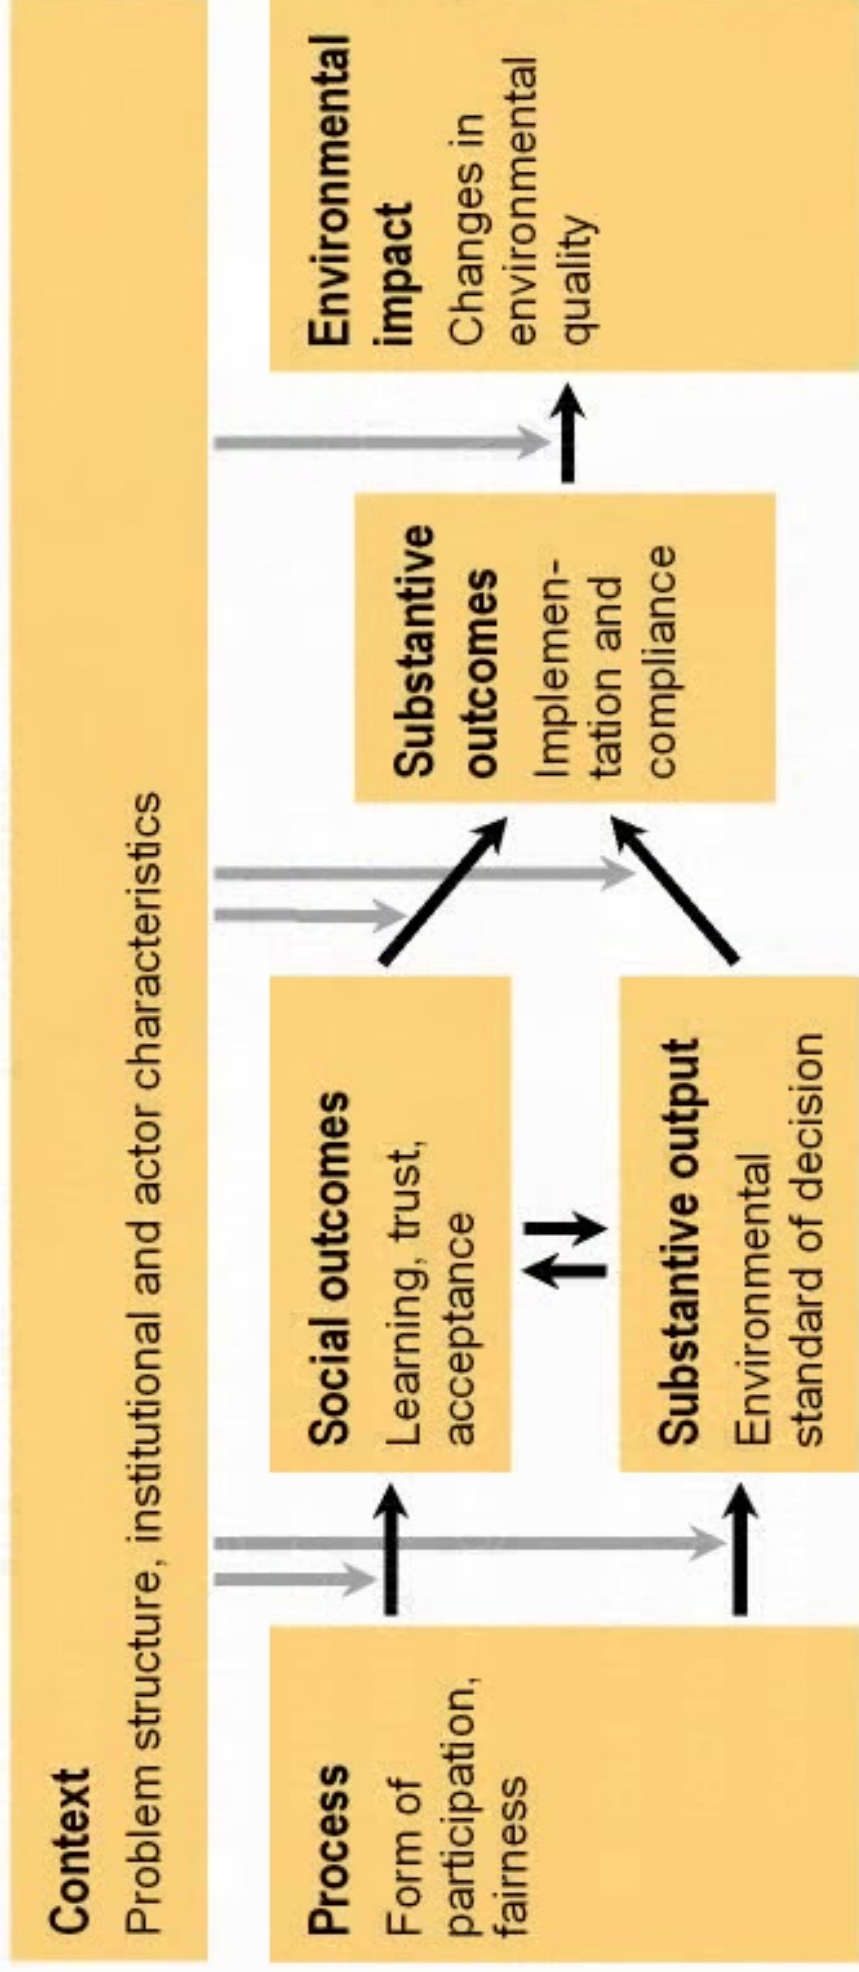 Context
Problem structure, institutional and actor characteristics
Process
Form of
participation,
fairness
Social outcomes
Learning, trust,
acceptance
Substantive output
Environmental
standard of decision
Substantive
outcomes
Implemen-
tation and
compliance
Environmental
impact
Changes in
environmental
quality